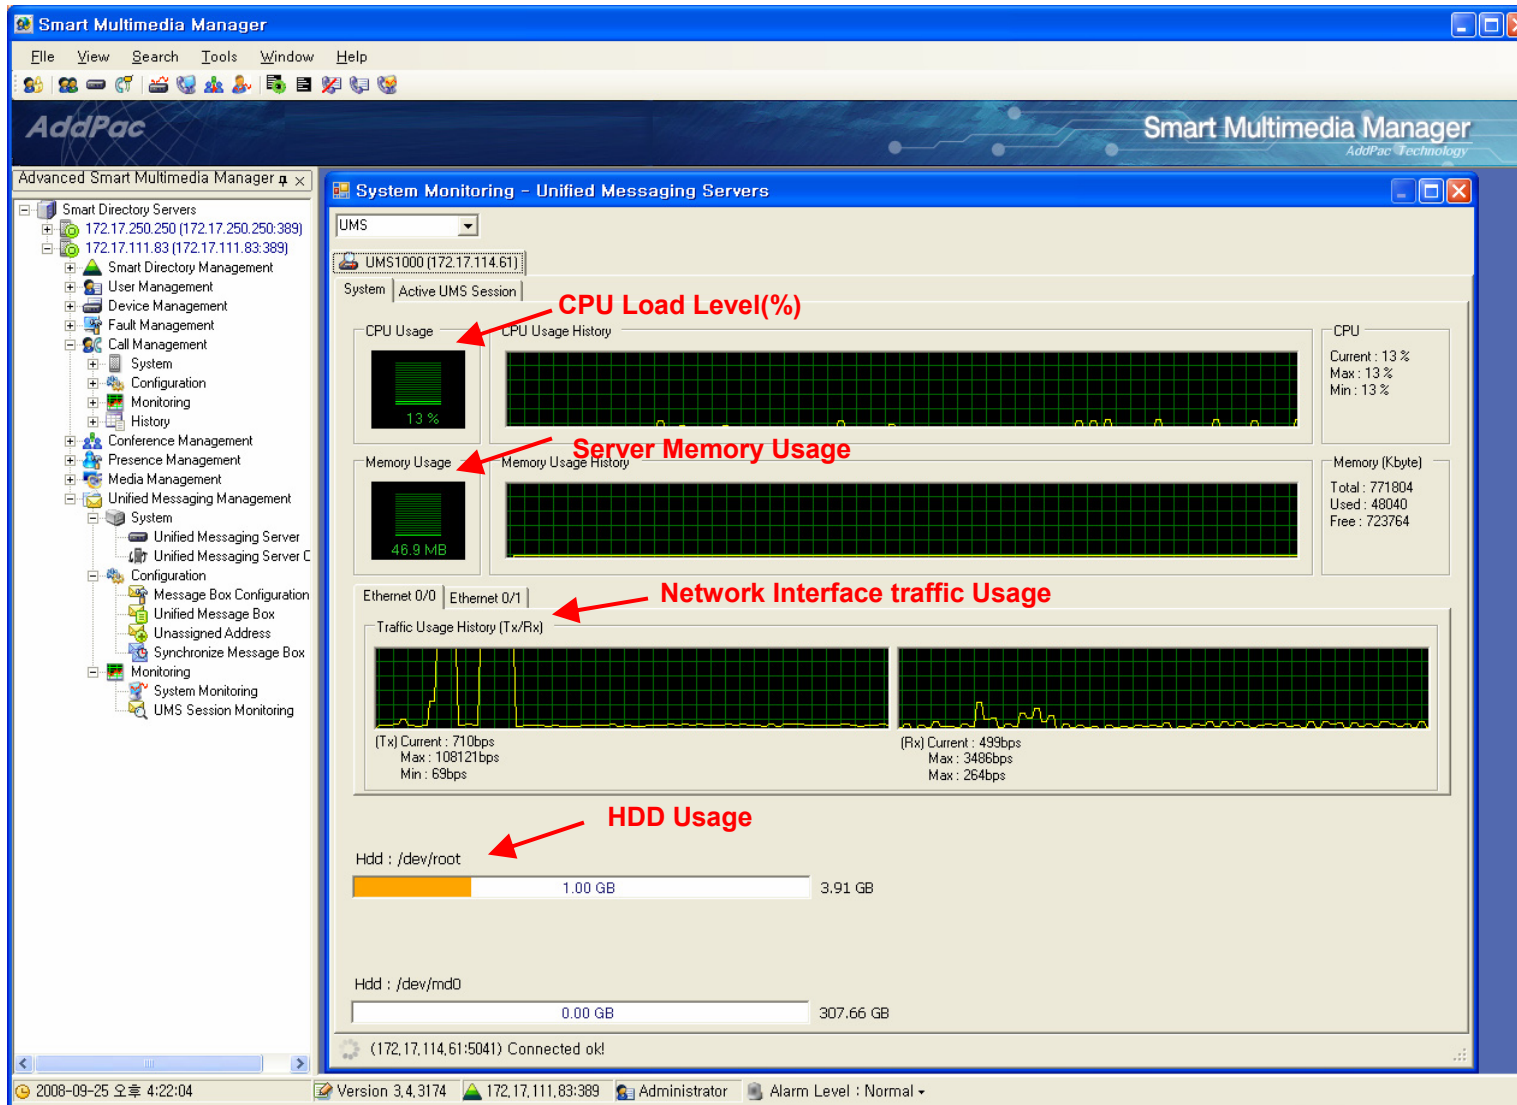 Smart Multimedia Manager
FIle View Search Tools Window Help
AddPac
Smart Multimedia Manager
AddPac Technology
Advanced Smart Multimedia Manager
Smart Directory Servers
172.17.250.250 (172.17.250.250:389)
172.17.111.83 (172.17.111.83:389)
Smart Directory Management
User Management
Device Management
Fault Management
Call Management
System
Configuration
Monitoring
History
Conference Management
Presence Management
Media Management
Unified Messaging Management
System
Unified Messaging Server
Unified Messaging Server C
Configuration
Message Box Configuration
Unified Message Box
Unassigned Address
Synchronize Message Box
Monitoring
System Monitoring
UMS Session Monitoring
System Monitoring - Unified Messaging Servers
UMS
UMS1000 (172.17.114.61)
System Active UMS Session
CPU Load Level(%)
CPU Usage
13 %
CPU Usage History
CPU
Current : 13 %
Max : 13 %
Min : 13 %
Server Memory Usage
Memory Usage
46.9 MB
Memory Usage History
Memory (Kbyte)
Total : 771804
Used : 48040
Free : 723764
Ethernet 0/0 Ethernet 0/1
Network Interface traffic Usage
Traffic Usage History (Tx/Rx)
(Tx) Current : 710bps
Max : 108121bps
Min : 69bps
(Rx) Current : 499bps
Max : 3486bps
Max : 264bps
HDD Usage
Hdd : /dev/root
1.00 GB
3.91 GB
Hdd : /dev/md0
0.00 GB
307.66 GB
(172,17,114,61:5041) Connected ok!
2008-09-25 오후 4:22:04
Version 3,4,3174
172,17,111,83:389
Administrator
Alarm Level : Normal